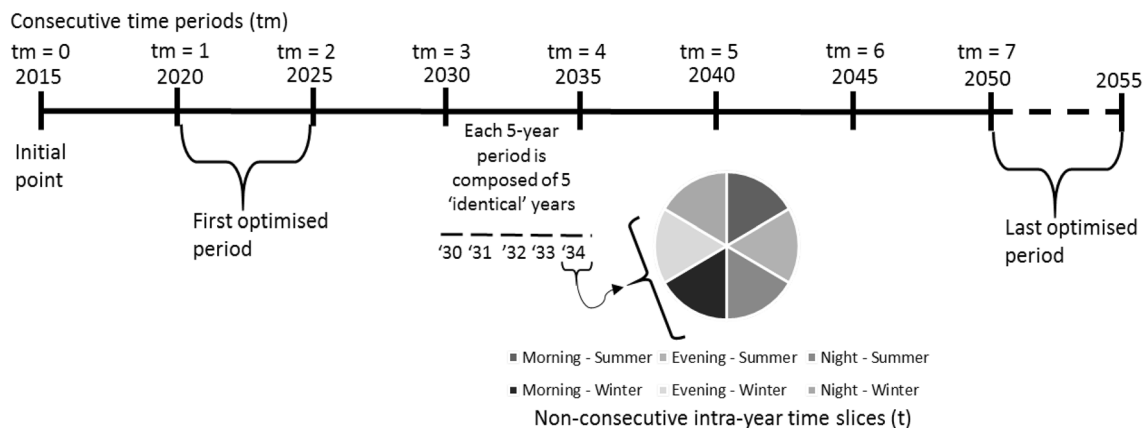 Consecutive time periods (tm)
tm = 0 tm = 1 tm = 2 tm = 3 tm = 4 tm = 5 tm = 6 tm = 7
2015 2020 2025 2030 2035 2040 2045 2050 2055
Initial
point
First optimised
period
Each 5-year
period is
composed of 5
‘identical’ years
‘30 ‘31 ‘32 ‘33 ‘34
Last optimised
period
Morning - Summer Evening - Summer Night - Summer
Morning - Winter Evening - Winter Night - Winter
Non-consecutive intra-year time slices (t)